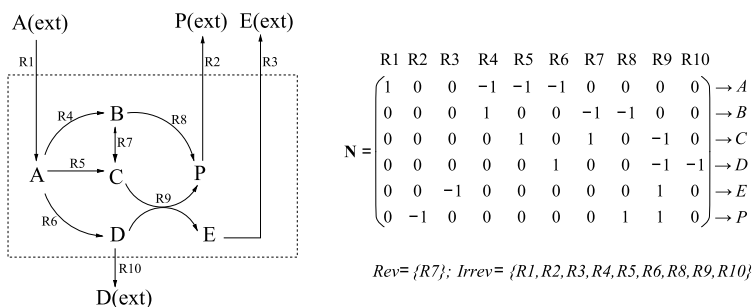 A(ext) P(ext) E(ext)
R1 R2 R3
B
R4 R8
R7
A R5 C P
R9
R6
D E
R10
D(ext)
R1 R2 R3 R4 R5 R6 R7 R8 R9 R10
1 0 0 −1 −1 −1 0 0 0 0 → A
0 0 0 1 0 0 −1 −1 0 0 → B
0 0 0 0 1 0 1 0 −1 0 → C
N = 0 0 0 0 0 1 0 0 −1 −1 → D
0 0 −1 0 0 0 0 0 1 0 → E
0 −1 0 0 0 0 0 1 1 0 → P
Rev= {R7}; Irrev= {R1,R2,R3,R4,R5,R6,R8,R9,R10}